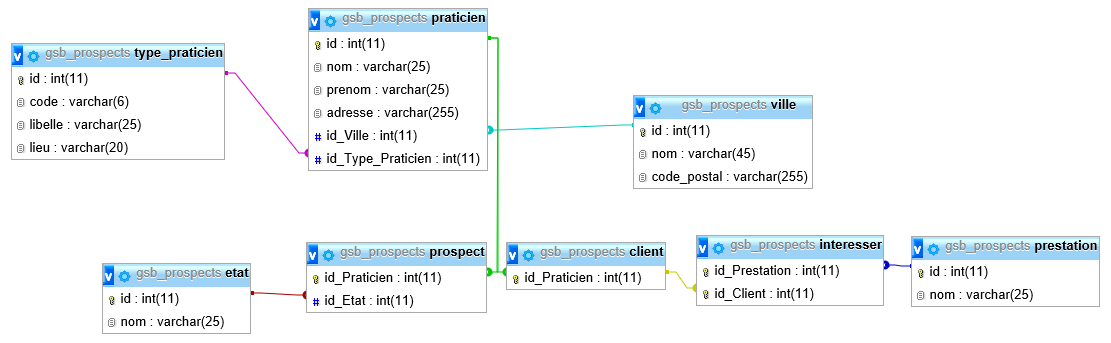 gsb_prospects type_praticien
id : int(11)
code : varchar(6)
libelle : varchar(25)
lieu : varchar(20)
gsb_prospects praticien
id : int(11)
nom : varchar(25)
prenom : varchar(25)
adresse : varchar(255)
id_Ville : int(11)
id_Type_Praticien : int(11)
gsb_prospects ville
id : int(11)
nom : varchar(45)
code_postal : varchar(255)
gsb_prospects etat
id : int(11)
nom : varchar(25)
gsb_prospects prospect
id_Praticien : int(11)
id_Etat : int(11)
gsb_prospects client
id_Praticien : int(11)
gsb_prospects interesser
id_Prestation : int(11)
id_Client : int(11)
gsb_prospects prestation
id : int(11)
nom : varchar(25)